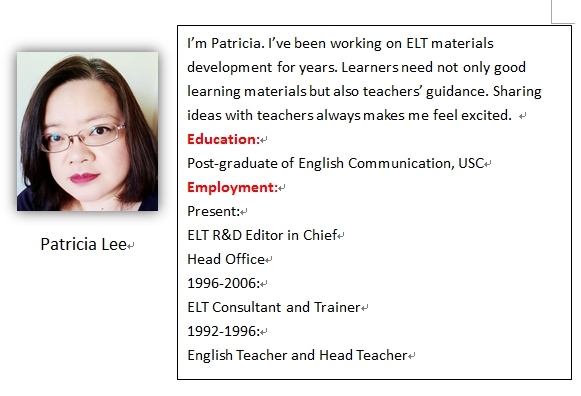 I'm Patricia. I've been working on ELT materials
development for years. Learners need not only good
learning materials but also teachers' guidance. Sharing
ideas with teachers always makes me feel excited.
Education:
Post-graduate of English Communication, USC
Employment:
Present:
ELT R&D Editor in Chief
Head Office
1996-2006:
ELT Consultant and Trainer
1992-1996:
English Teacher and Head Teacher
Patricia Lee